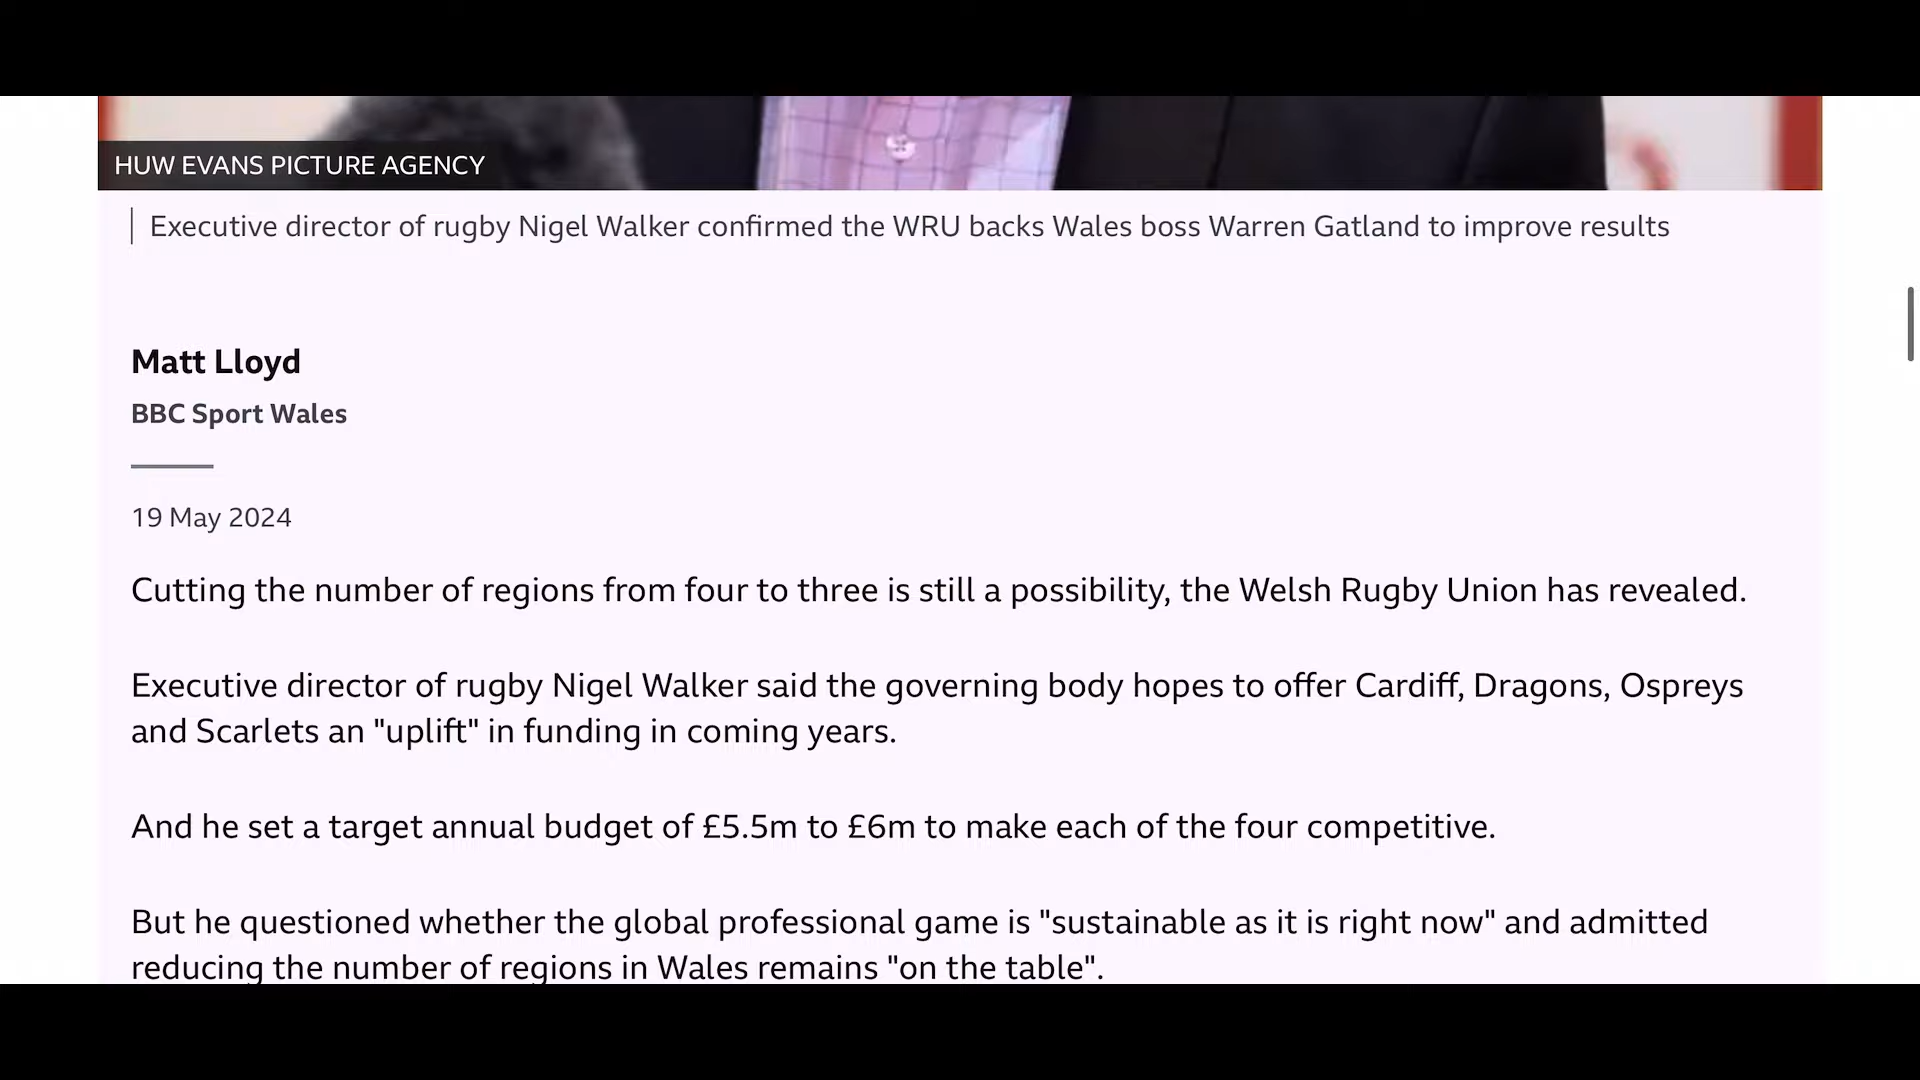 HUW EVANS PICTURE AGENCY
Executive director of rugby Nigel Walker confirmed the WRU backs Wales boss Warren Gatland to improve results
Matt Lloyd
BBC Sport Wales
19 May 2024
Cutting the number of regions from four to three is still a possibility, the Welsh Rugby Union has revealed.
Executive director of rugby Nigel Walker said the governing body hopes to offer Cardiff, Dragons, Ospreys
and Scarlets an "uplift" in funding in coming years.
And he set a target annual budget of £5.5m to £6m to make each of the four competitive.
But he questioned whether the global professional game is "sustainable as it is right now" and admitted
reducing the number of regions in Wales remains "on the table".